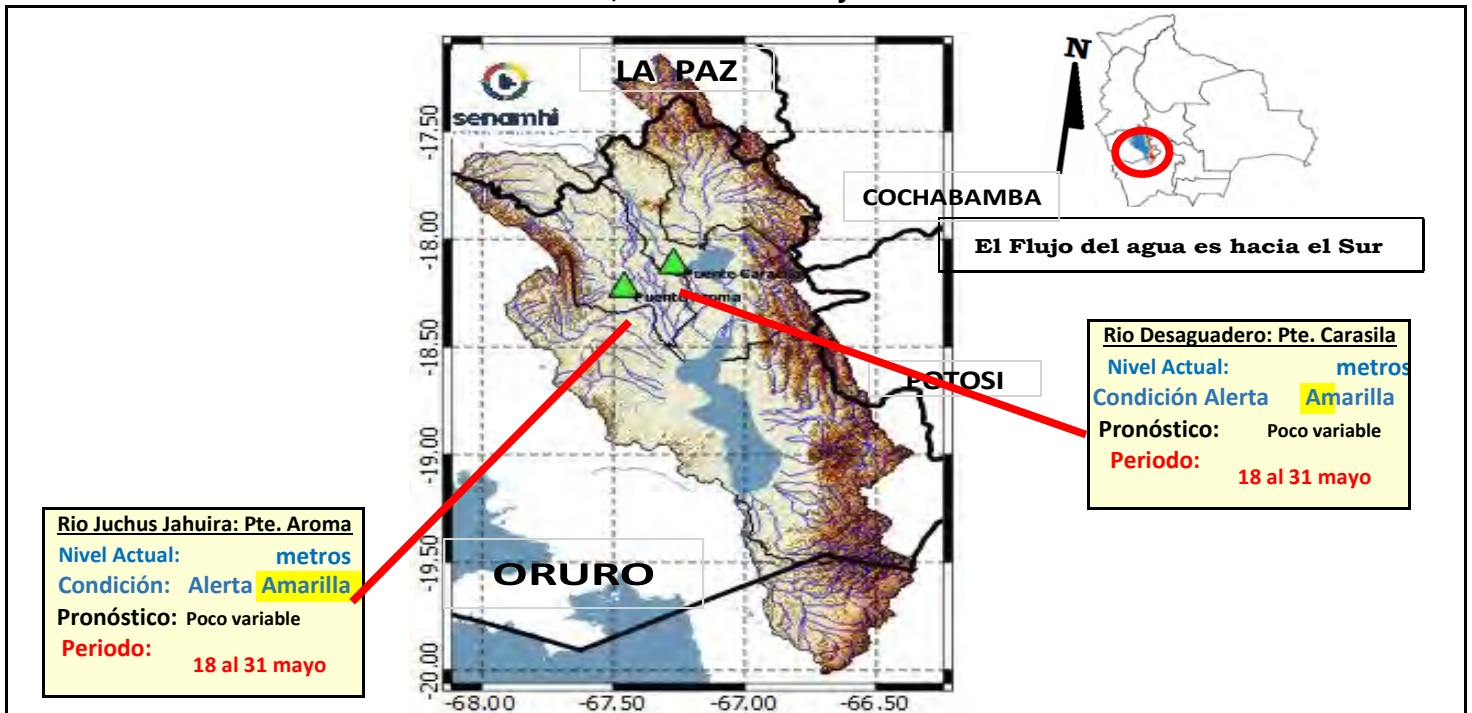 LA PAZ
senamhi
N
COCHABAMBA
El Flujo del agua es hacia el Sur
Puente Aroma
POTOSI
ORURO
Rio Desaguadero: Pte. Carasila
Nivel Actual: metros
Condición Alerta Amarilla
Pronóstico: Poco variable
Periodo:
18 al 31 mayo
Rio Juchus Jahuira: Pte. Aroma
Nivel Actual: metros
Condición: Alerta Amarilla
Pronóstico: Poco variable
Periodo:
18 al 31 mayo
-17.50
-18.00
-18.50
-19.00
-19.50
-20.00
-68.00 -67.50 -67.00 -66.50